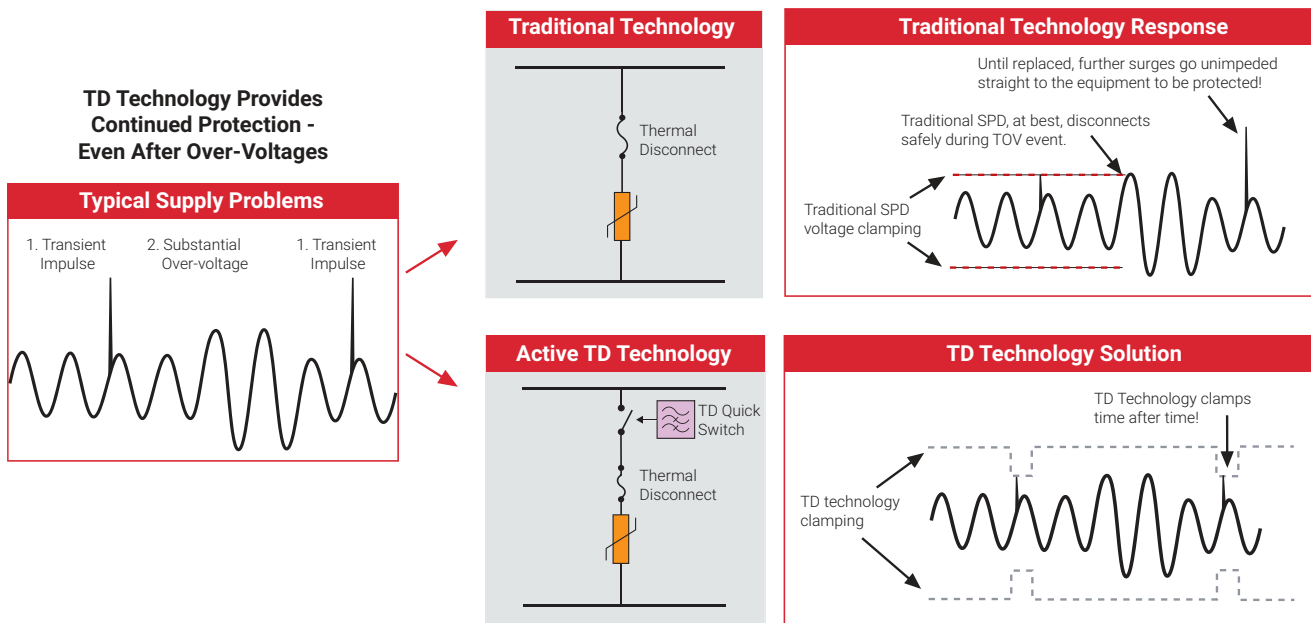 TD Technology Provides
Continued Protection -
Even After Over-Voltages
Typical Supply Problems
1. Transient
Impulse
2. Substantial
Over-voltage
1. Transient
Impulse
Traditional Technology
Thermal
Disconnect
Traditional Technology Response
Until replaced, further surges go unimpeded
straight to the equipment to be protected!
Traditional SPD, at best, disconnects
safely during TOV event.
Traditional SPD
voltage clamping
Active TD Technology
TD Quick
Switch
Thermal
Disconnect
TD Technology Solution
TD Technology clamps
time after time!
TD technology
clamping